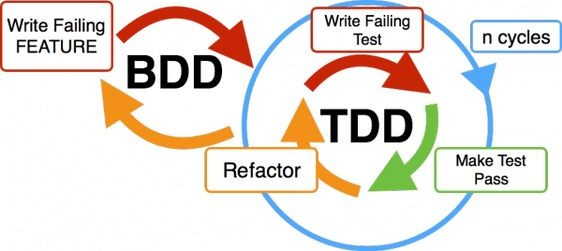 Write Failing
FEATURE
BDD
Write Failing
Test
n cycles
TDD
Refactor
Make Test
Pass